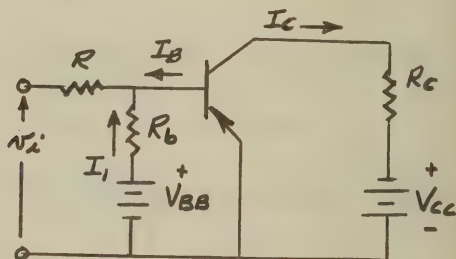 I_B
I_C
R
R_b
R_C
v_i
I_1
+
V_BB
+
V_CC
-